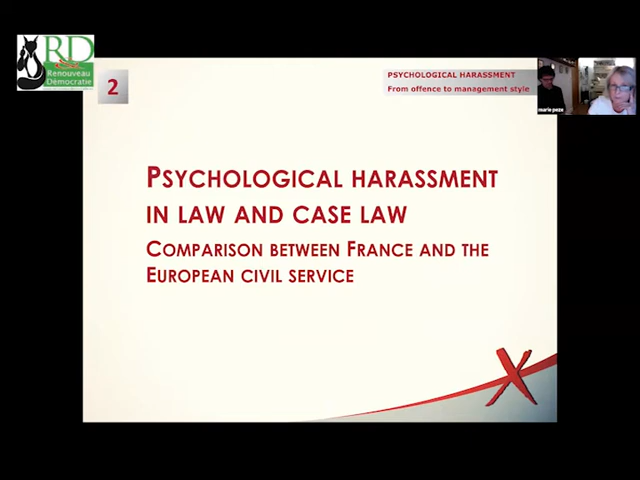 RD
Renouveau
Démocratie
2
PSYCHOLOGICAL HARASSMENT
From offence to management style
marie peze
PSYCHOLOGICAL HARASSMENT
IN LAW AND CASE LAW
COMPARISON BETWEEN FRANCE AND THE
EUROPEAN CIVIL SERVICE